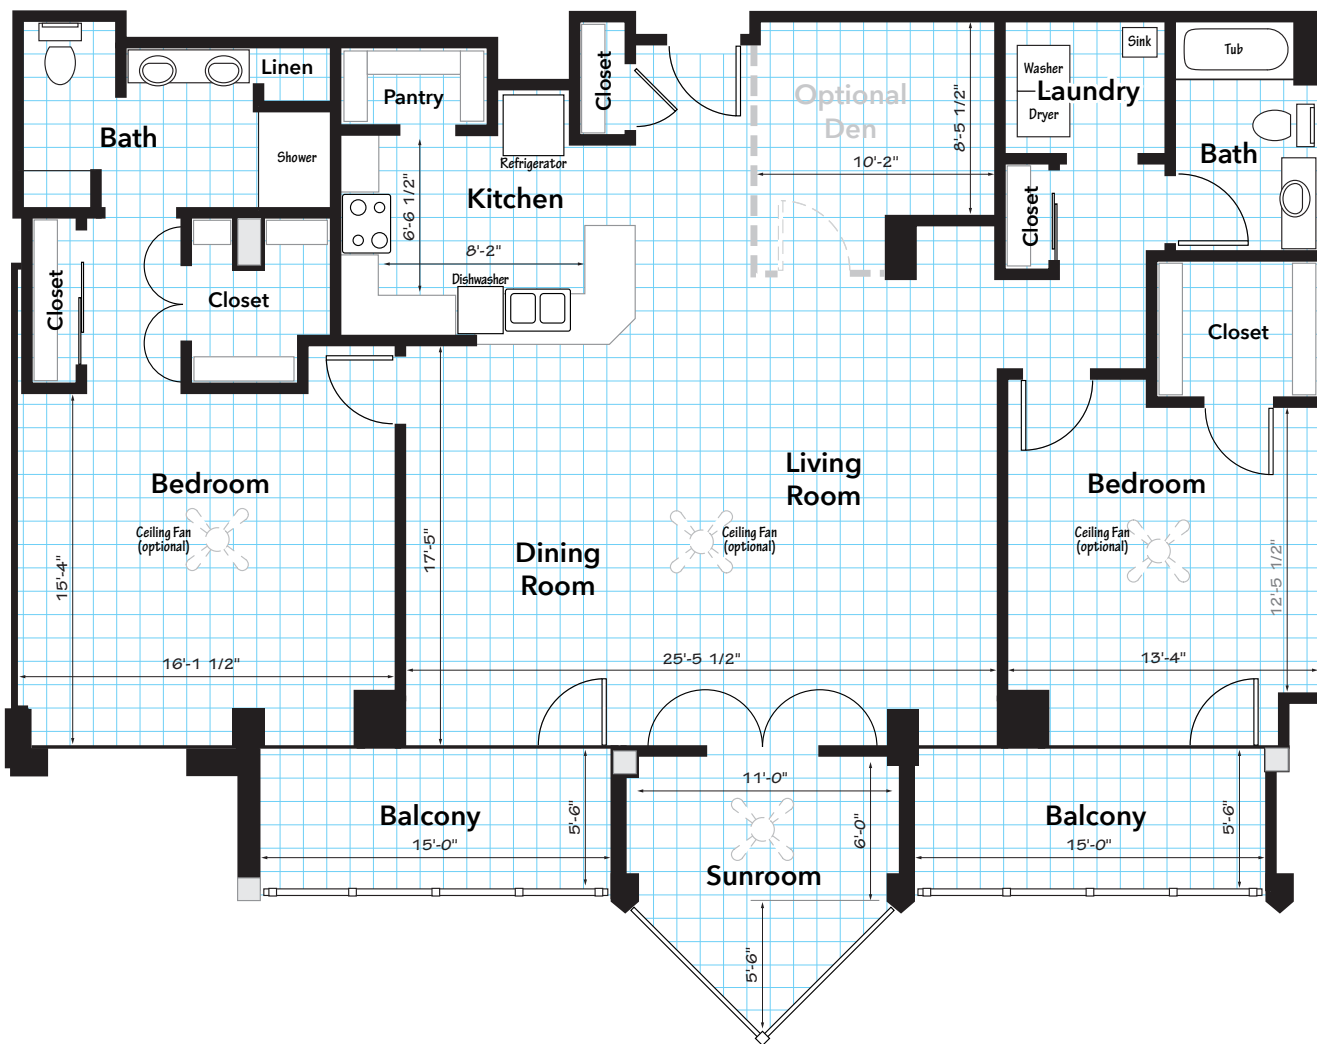 Linen
Bath
Shower
Pantry
Refrigerator
Kitchen
6'-6 1/2"
8'-2"
Dishwasher
Closet
Optional
Den
10'-2"
8'-5 1/2"
Sink
Washer
Laundry
Dryer
Tub
Bath
Closet
Closet
Closet
Closet
Bedroom
Ceiling Fan
(optional)
15'-4"
16'-1 1/2"
17'-5"
Living
Room
Dining
Room
Ceiling Fan
(optional)
25'-5 1/2"
Bedroom
Ceiling Fan
(optional)
12'-5 1/2"
13'-4"
Balcony
15'-0"
5'-6"
11'-0"
6'-0"
Sunroom
5'-6"
Balcony
15'-0"
5'-6"